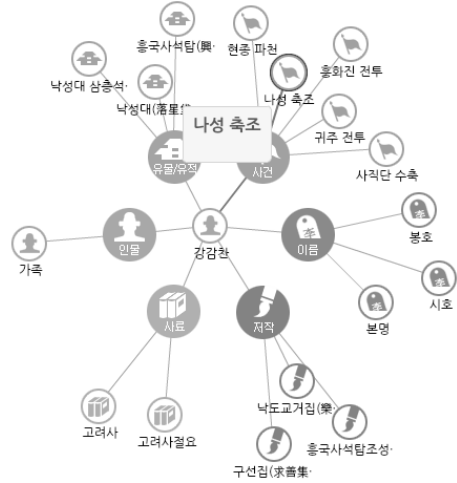 흥국사석탑(興·
현종 파천
낙성대 삼층석·
흥화진 전투
낙성대(落星垈
나성 축조
나성 축조
귀주 전투
유물/유적
사건
사직단 수축
인물
강감찬
이름
봉호
가족
시호
사료
저작
본명
낙도교거집(樂·
고려사
고려사절요
흥국사석탑조성·
구선집(求善集·